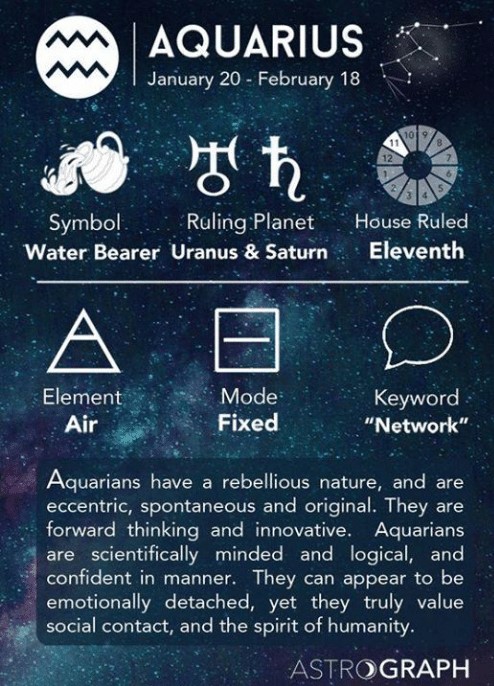 AQUARIUS
January 20 - February 18
10 9
11 8
12 7
1 6
2 5
3 4
Symbol
Water Bearer
Ruling Planet
Uranus & Saturn
House Ruled
Eleventh
Element
Air
Mode
Fixed
Keyword
“Network”
Aquarians have a rebellious nature, and are
eccentric, spontaneous and original. They are
forward thinking and innovative. Aquarians
are scientifically minded and logical, and
confident in manner. They can appear to be
emotionally detached, yet they truly value
social contact, and the spirit of humanity.
ASTROGRAPH